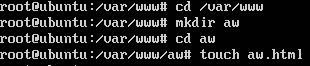 root@ubuntu:/var/www# cd /var/www
root@ubuntu:/var/www# mkdir aw
root@ubuntu:/var/www# cd aw
root@ubuntu:/var/www/aw# touch aw.html